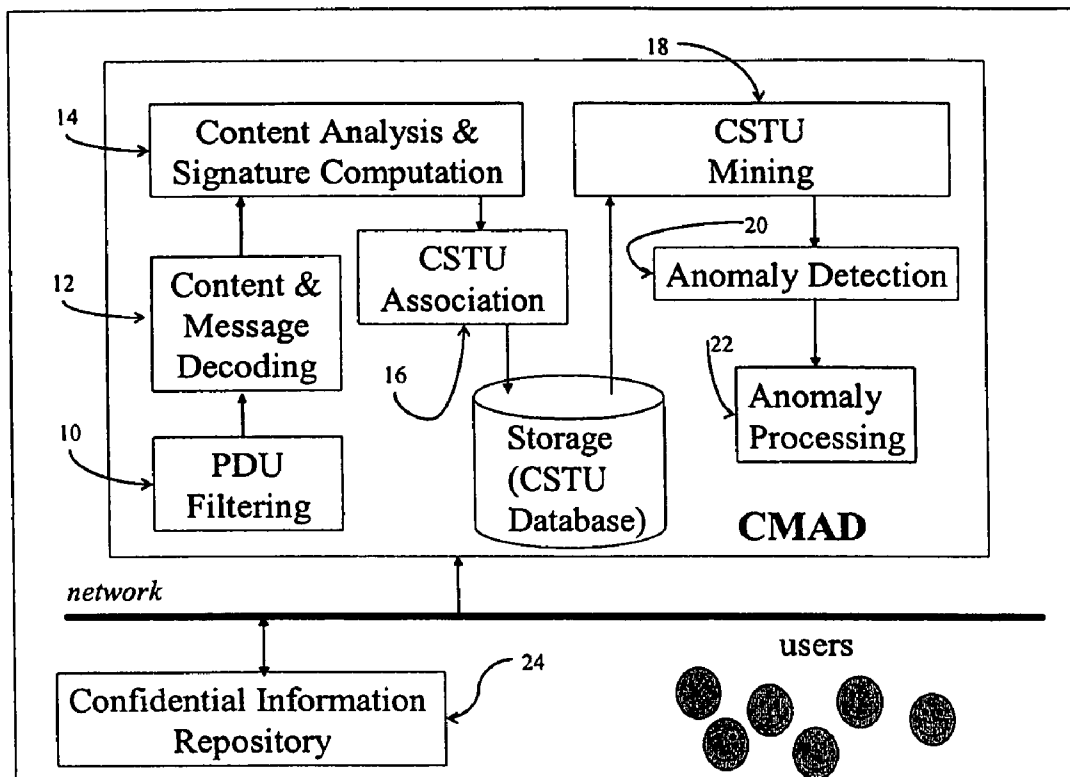 18
14
Content Analysis &
Signature Computation
CSTU
Mining
20
12
Content &
Message
Decoding
CSTU
Association
Anomaly Detection
16
22
Anomaly
Processing
10
PDU
Filtering
Storage
(CSTU
Database)
CMAD
network
users
24
Confidential Information
Repository